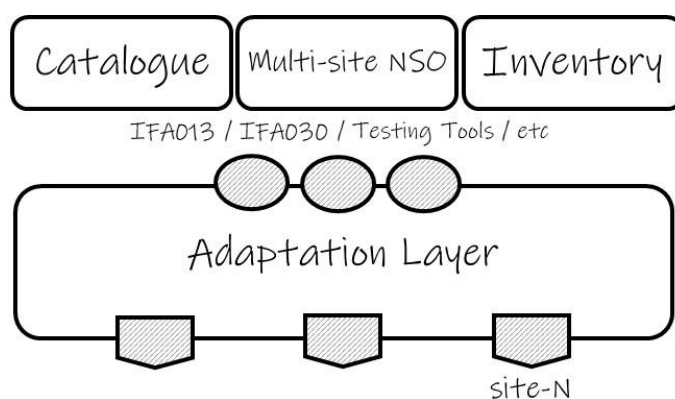 Catalogue
Multi-site NSO
Inventory
IFA013 / IFA030 / Testing Tools / etc
Adaptation Layer
site-N